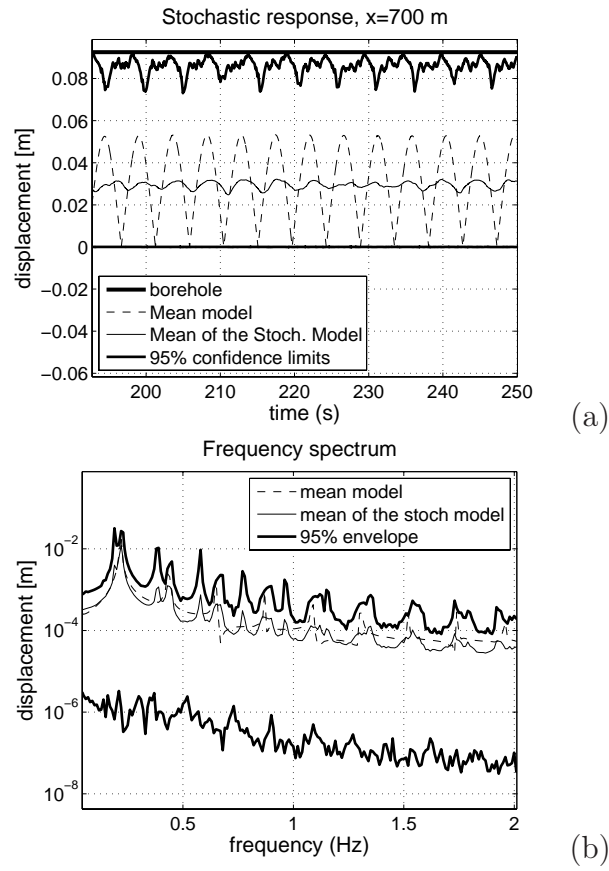 Stochastic response, x=700 m
displacement [m]
0.08
0.06
0.04
0.02
0
−0.02
−0.04
−0.06
borehole
Mean model
Mean of the Stoch. Model
95% confidence limits
200 210 220 230 240 250
time (s)
(a)
Frequency spectrum
displacement [m]
10⁻²
10⁻⁴
10⁻⁶
10⁻⁸
mean model
mean of the stoch model
95% envelope
0.5 1 1.5 2
frequency (Hz)
(b)